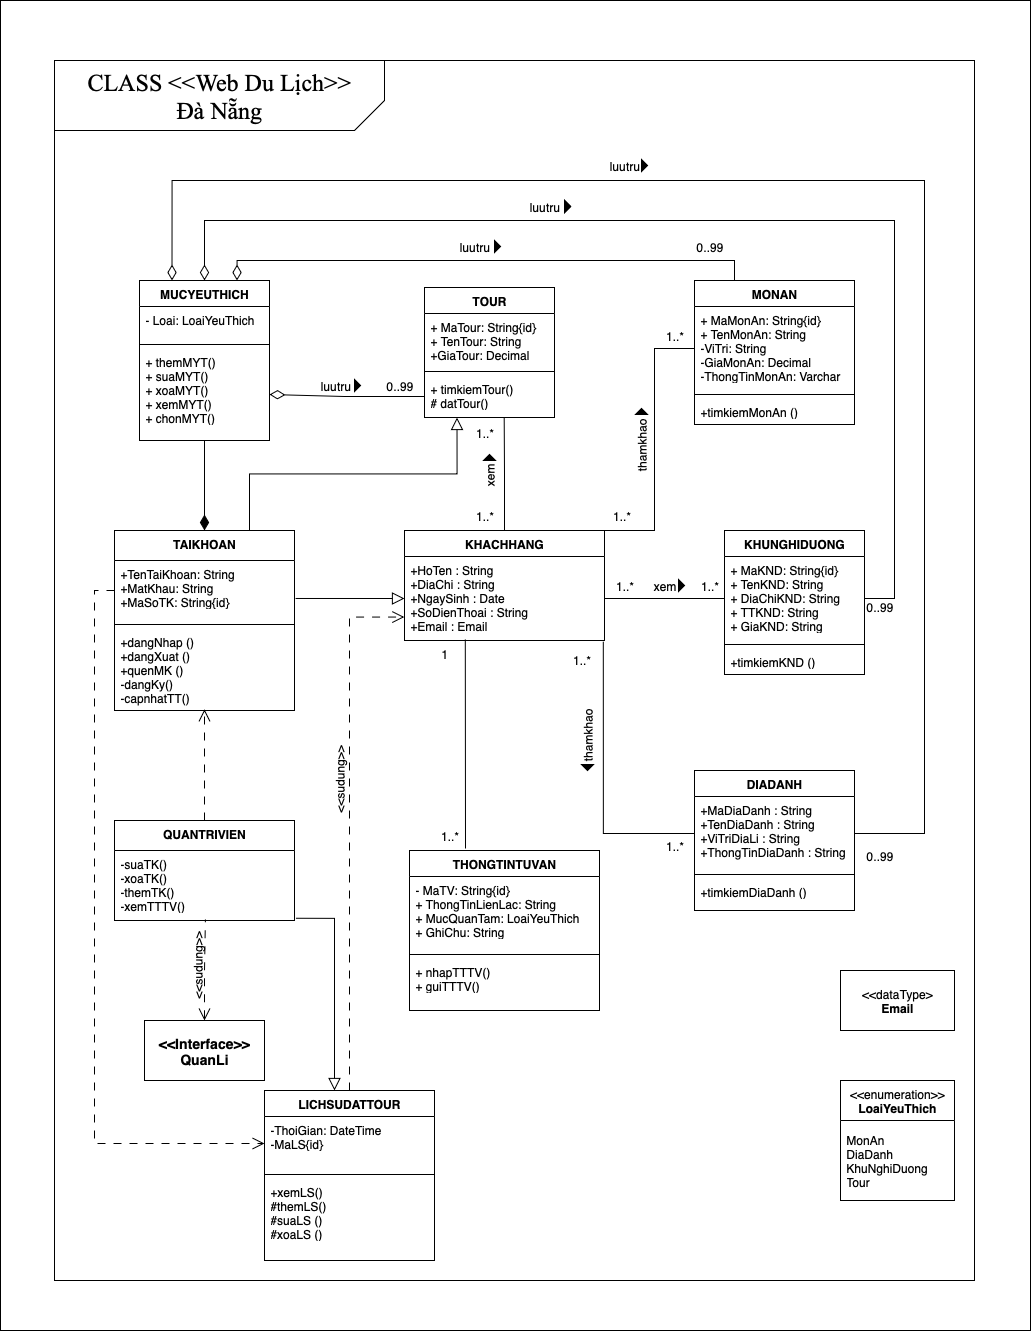 CLASS <<Web Du Lịch>>
Đà Nẵng
luutru
luutru
luutru
0..99
MUCYEUTHICH
- Loai: LoaiYeuThich
+ themMYT()
+ suaMYT()
+ xoaMYT()
+ xemMYT()
+ chonMYT()
luutru
0..99
TOUR
+ MaTour: String{id}
+ TenTour: String
+GiaTour: Decimal
+ timkiemTour()
# datTour()
MONAN
+ MaMonAn: String{id}
+ TenMonAn: String
-ViTri: String
-GiaMonAn: Decimal
-ThongTinMonAn: Varchar
+timkiemMonAn ()
1..*
thamkhao
1..*
1..*
xem
1..*
TAIKHOAN
+TenTaiKhoan: String
+MatKhau: String
+MaSoTK: String{id}
+dangNhap ()
+dangXuat ()
+quenMK ()
-dangKy()
-capnhatTT()
KHACHHANG
+HoTen : String
+DiaChi : String
+NgaySinh : Date
+SoDienThoai : String
+Email : Email
1..*
xem
1..*
KHUNGHIDUONG
+ MaKND: String{id}
+ TenKND: String
+ DiaChiKND: String
+ TTKND: String
+ GiaKND: String
+timkiemKND ()
0..99
1
1..*
thamkhao
<<sudung>>
1..*
1..*
QUANTRIVIEN
-suaTK()
-xoaTK()
-themTK()
-xemTTTV()
THONGTINTUVAN
- MaTV: String{id}
+ ThongTinLienLac: String
+ MucQuanTam: LoaiYeuThich
+ GhiChu: String
+ nhapTTTV()
+ guiTTTV()
DIADANH
+MaDiaDanh : String
+TenDiaDanh : String
+ViTriDiaLi : String
+ThongTinDiaDanh : String
+timkiemDiaDanh ()
0..99
<<sudung>>
<<Interface>>
QuanLi
LICHSUDATTOUR
-ThoiGian: DateTime
-MaLS{id}
+xemLS()
#themLS()
#suaLS ()
#xoaLS ()
<<dataType>
Email
<<enumeration>>
LoaiYeuThich
MonAn
DiaDanh
KhuNghiDuong
Tour